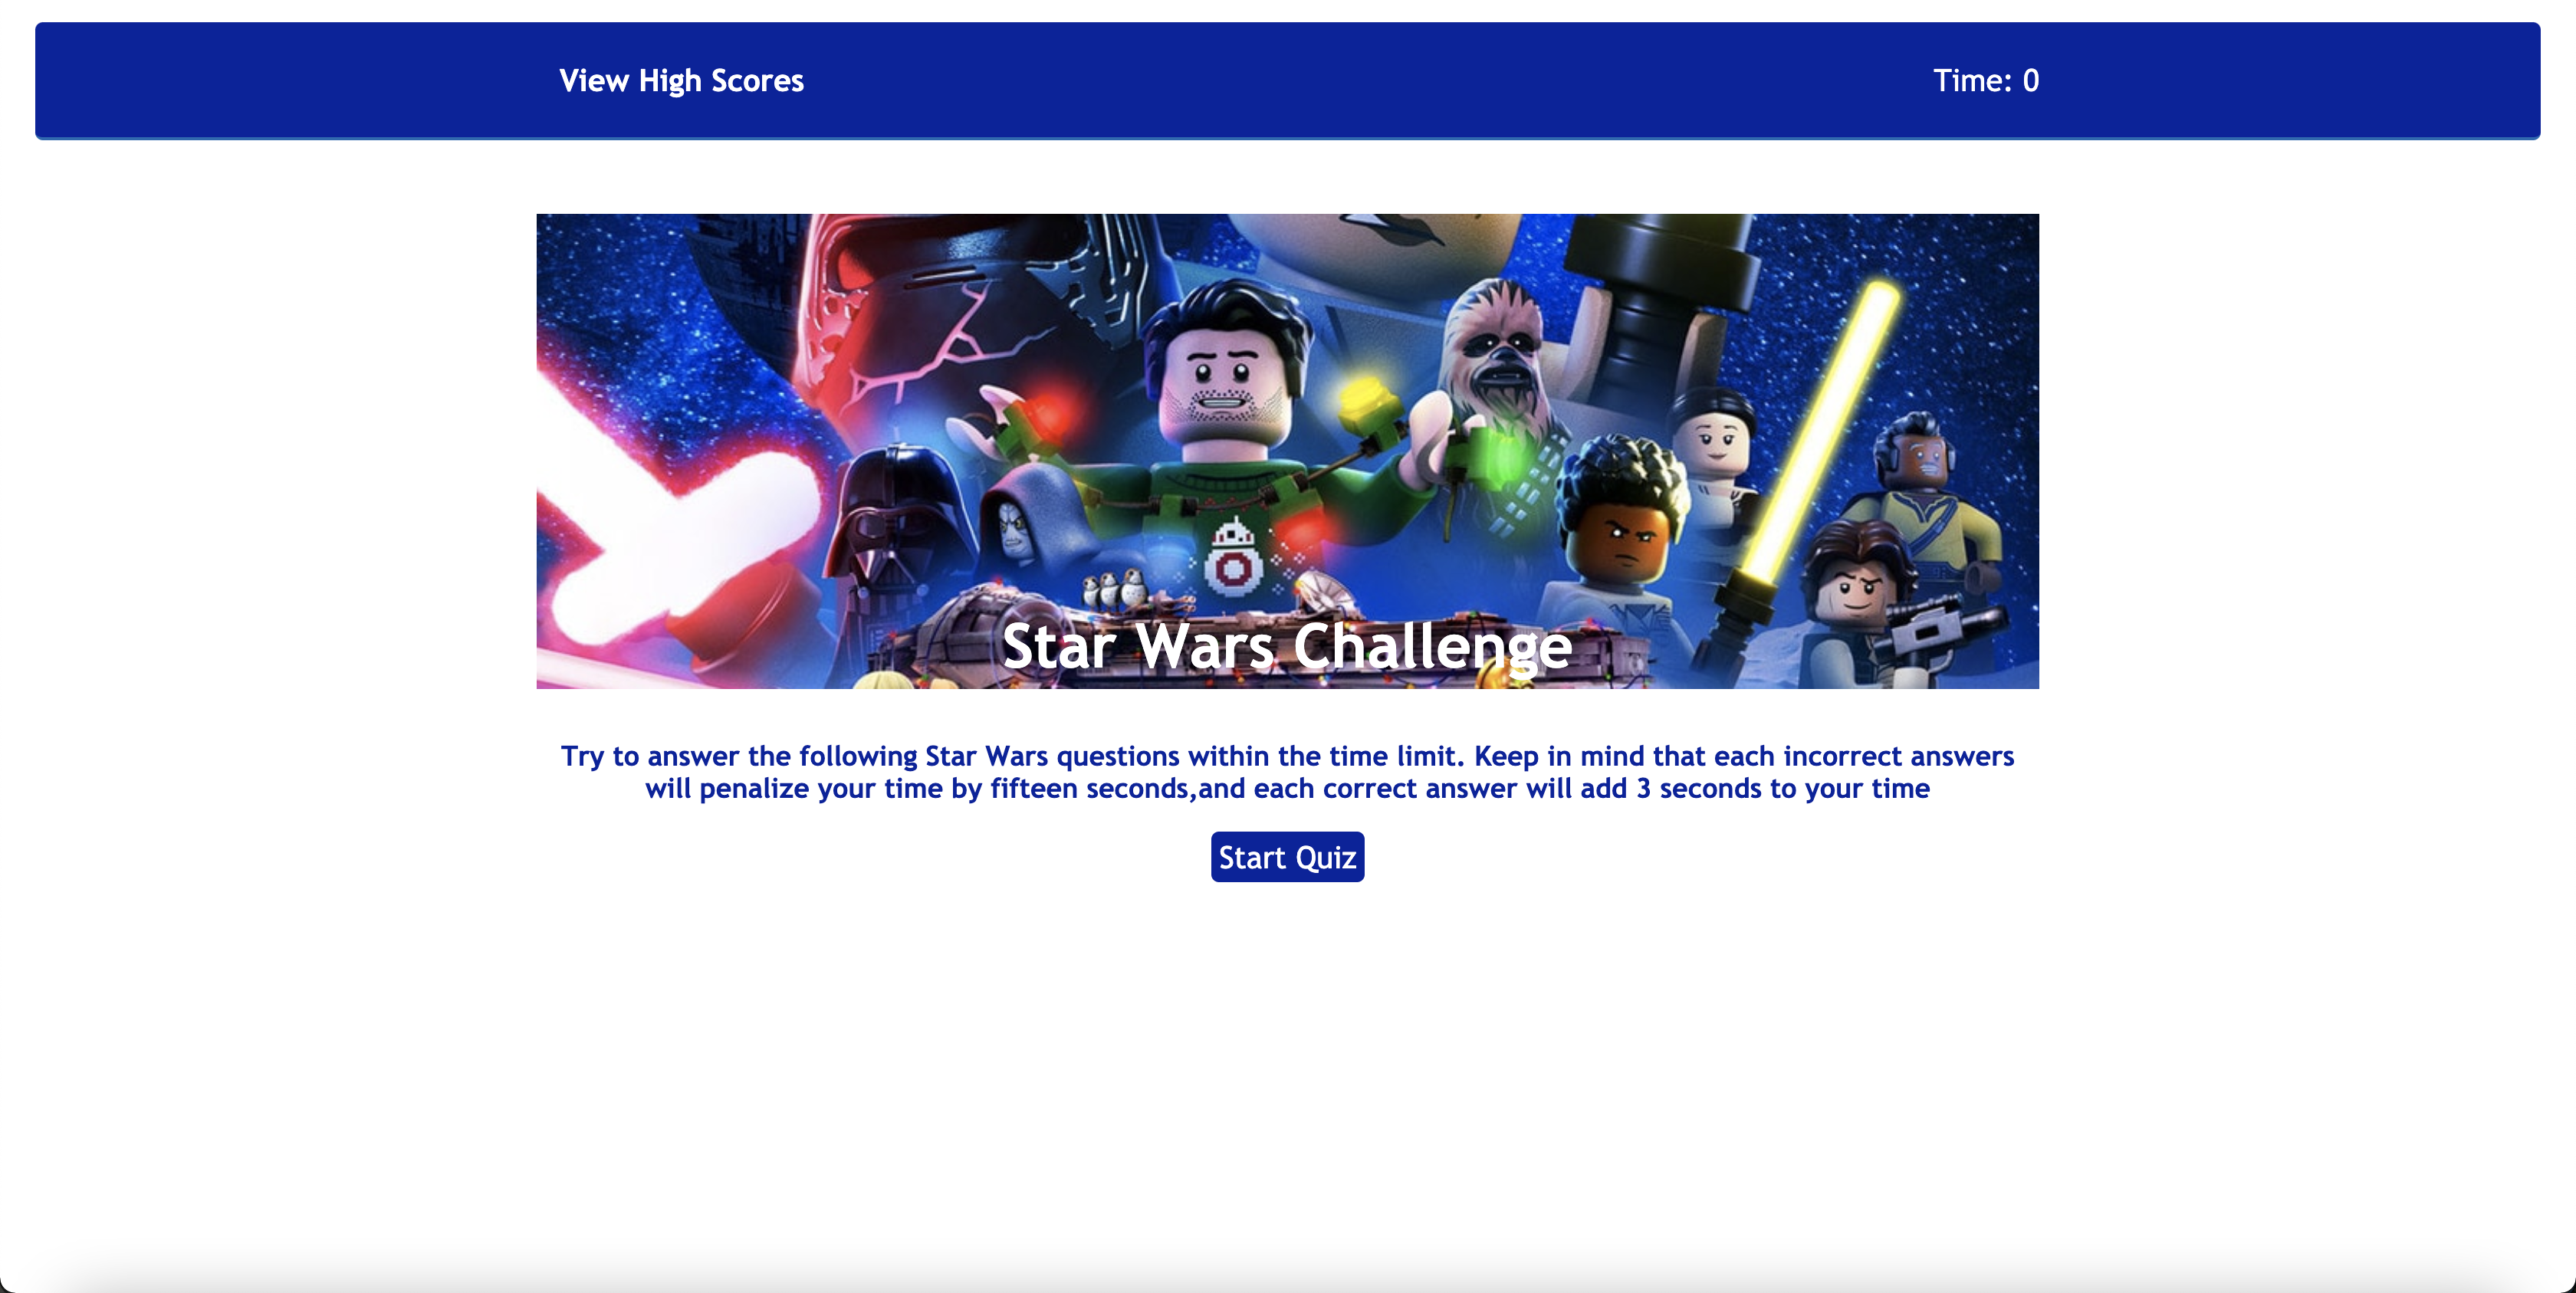 View High Scores
Time: 0
Star Wars Challenge
Try to answer the following Star Wars questions within the time limit. Keep in mind that each incorrect answers
will penalize your time by fifteen seconds,and each correct answer will add 3 seconds to your time
Start Quiz